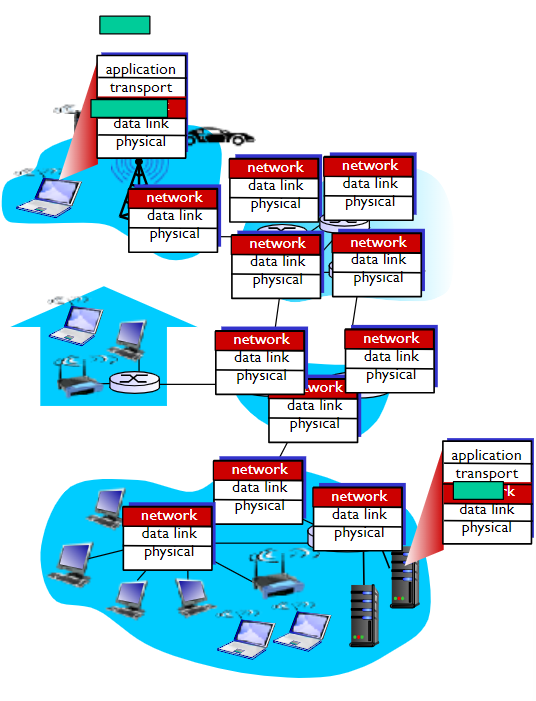 application
transport
data link
physical
network
data link
physical
network
data link
physical
network
data link
physical
network
data link
physical
network
data link
physical
network
data link
physical
network
data link
physical
work
data link
physical
application
transport
rk
data link
physical
network
data link
physical
network
data link
physical
network
data link
physical